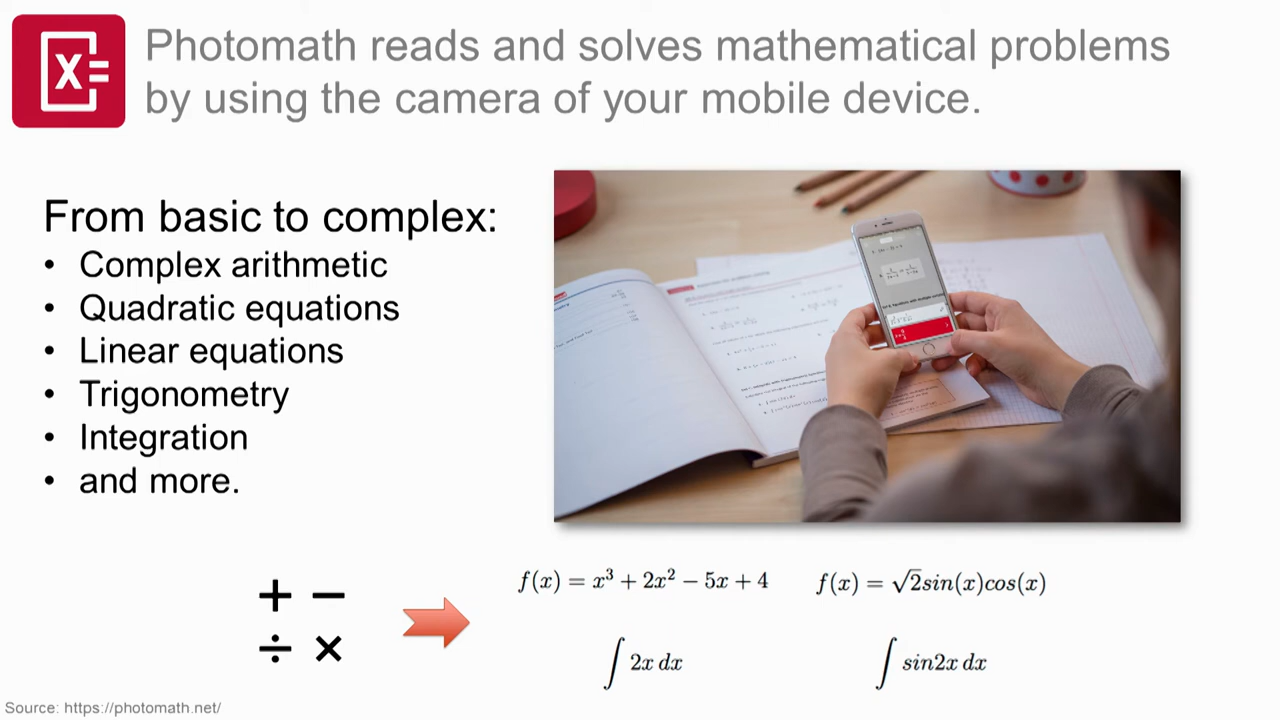 Photomath reads and solves mathematical problems
by using the camera of your mobile device.
X=
From basic to complex:
• Complex arithmetic
• Quadratic equations
• Linear equations
• Trigonometry
• Integration
• and more.
+ −
÷ ×
f(x) = x³ + 2x² − 5x + 4
f(x) = √2sin(x)cos(x)
∫ 2x dx
∫ sin2x dx
Source: https://photomath.net/